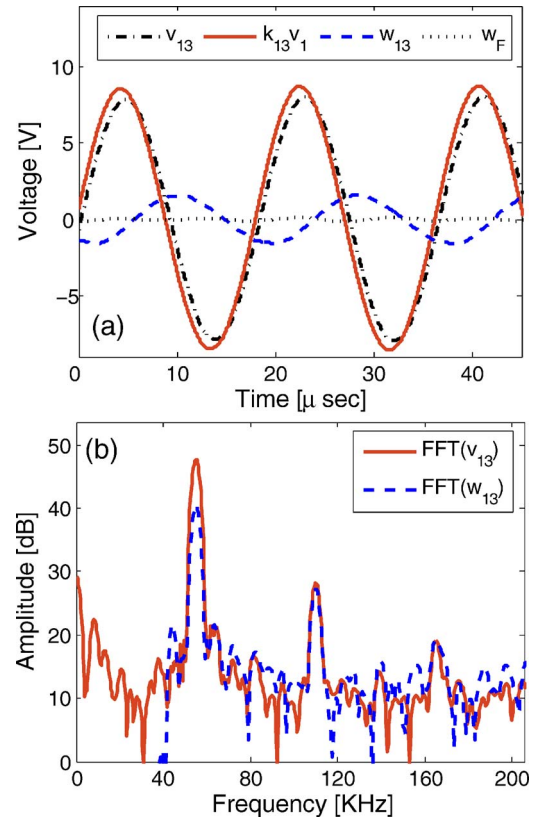 v13 k13v1 w13 wF
10
5
0
−5
Voltage [V]
(a)
0 10 20 30 40
Time [μ sec]
(b)
FFT(v13)
FFT(w13)
50
40
30
20
10
0
Amplitude [dB]
0 40 80 120 160 200
Frequency [KHz]